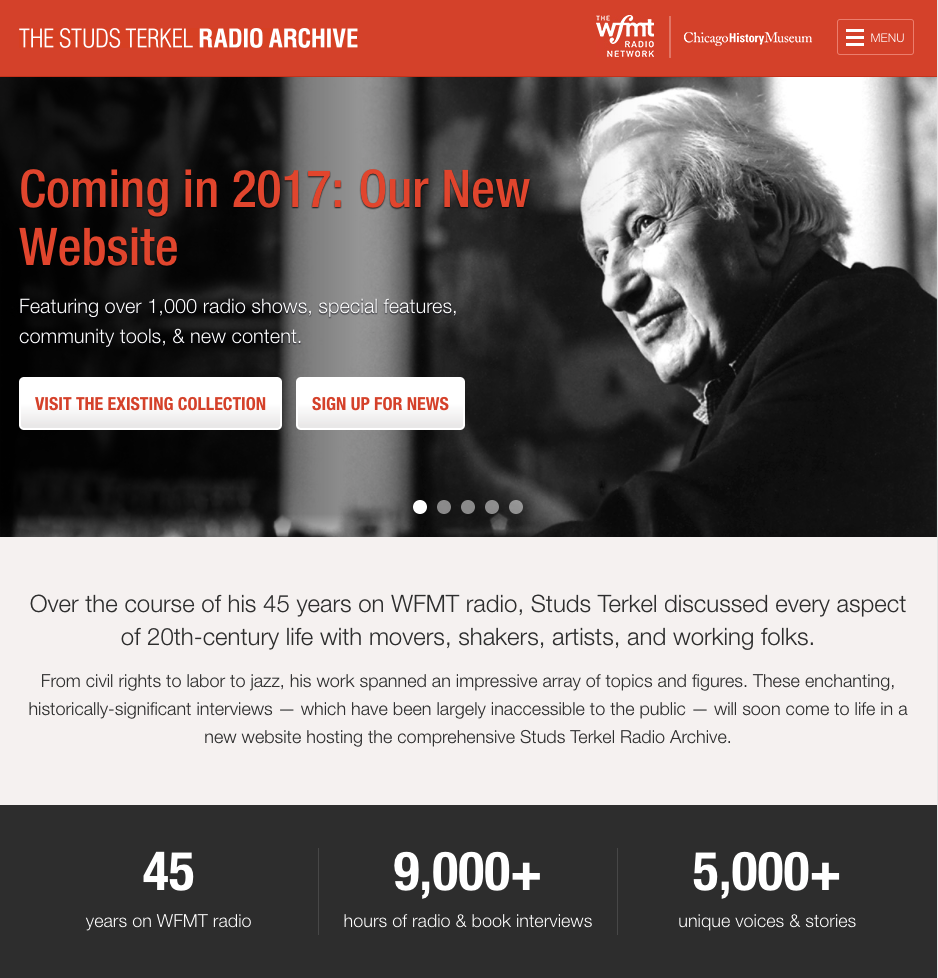 THE STUDS TERKEL RADIO ARCHIVE
THE
wfmt
RADIO
NETWORK
ChicagoHistoryMuseum
MENU
Coming in 2017: Our New
Website
Featuring over 1,000 radio shows, special features,
community tools, & new content.
VISIT THE EXISTING COLLECTION
SIGN UP FOR NEWS
Over the course of his 45 years on WFMT radio, Studs Terkel discussed every aspect
of 20th-century life with movers, shakers, artists, and working folks.
From civil rights to labor to jazz, his work spanned an impressive array of topics and figures. These enchanting,
historically-significant interviews — which have been largely inaccessible to the public — will soon come to life in a
new website hosting the comprehensive Studs Terkel Radio Archive.
45
years on WFMT radio
9,000+
hours of radio & book interviews
5,000+
unique voices & stories